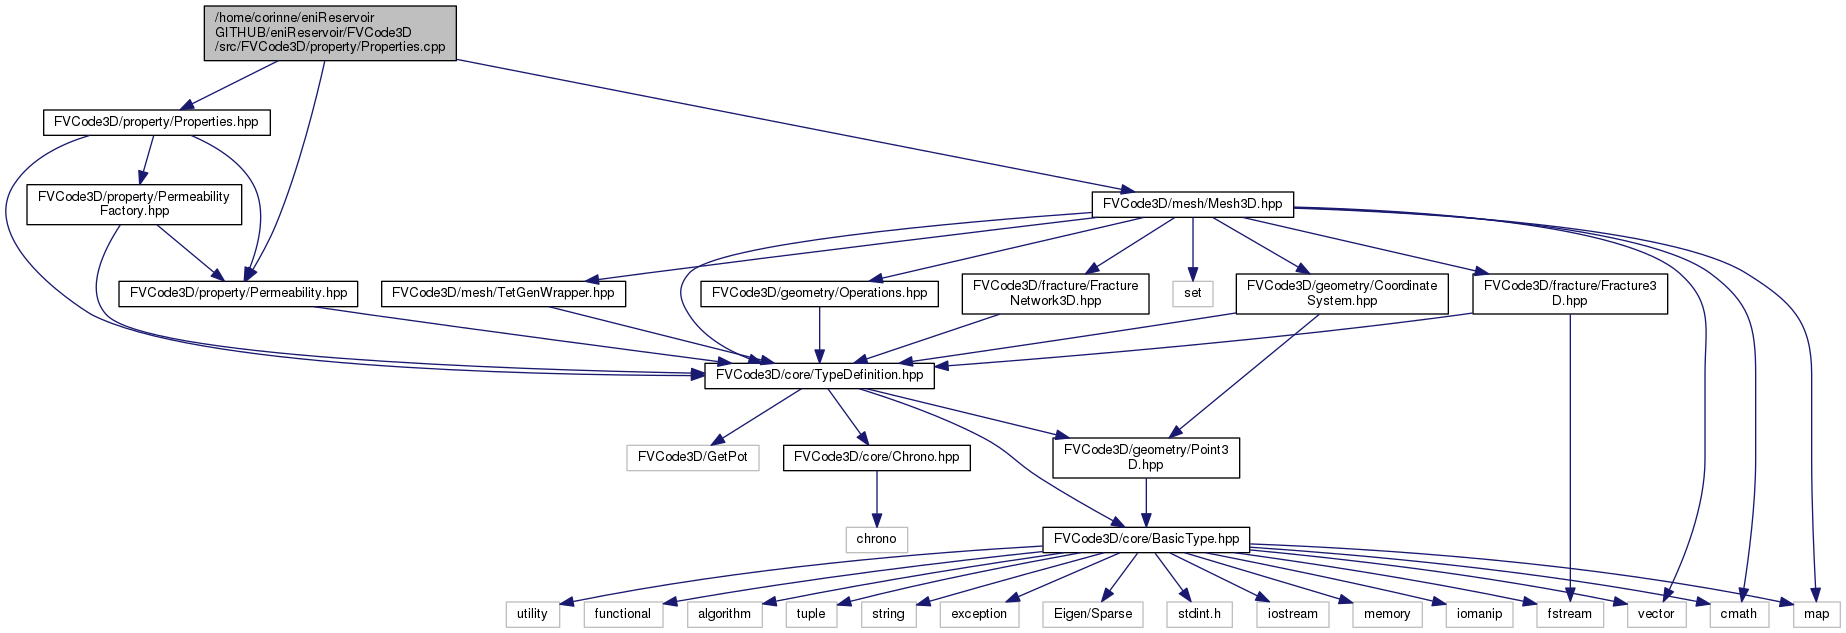 /home/corinne/eniReservoir
GITHUB/eniReservoir/FVCode3D
/src/FVCode3D/property/Properties.cpp
FVCode3D/property/Properties.hpp
FVCode3D/property/Permeability
Factory.hpp
FVCode3D/mesh/Mesh3D.hpp
FVCode3D/property/Permeability.hpp
FVCode3D/mesh/TetGenWrapper.hpp
FVCode3D/geometry/Operations.hpp
FVCode3D/fracture/Fracture
Network3D.hpp
set
FVCode3D/geometry/Coordinate
System.hpp
FVCode3D/fracture/Fracture3
D.hpp
FVCode3D/core/TypeDefinition.hpp
FVCode3D/GetPot
FVCode3D/core/Chrono.hpp
FVCode3D/geometry/Point3
D.hpp
chrono
FVCode3D/core/BasicType.hpp
utility
functional
algorithm
tuple
string
exception
Eigen/Sparse
stdint.h
iostream
memory
iomanip
fstream
vector
cmath
map